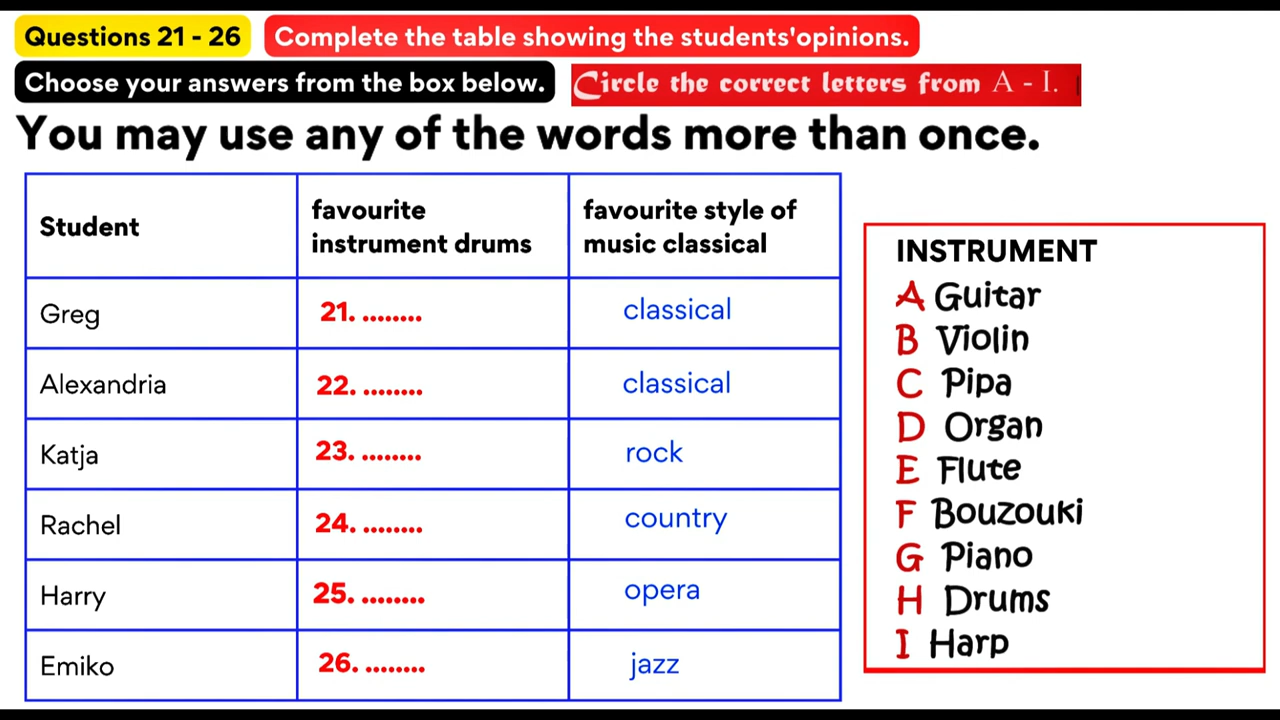 Questions 21 - 26 Complete the table showing the students'opinions.
Choose your answers from the box below. Circle the correct letters from A - I.
You may use any of the words more than once.
Student
favourite
instrument drums
favourite style of
music classical
Greg 21. ........ classical
Alexandria 22. ........ classical
Katja 23. ........ rock
Rachel 24. ........ country
Harry 25. ........ opera
Emiko 26. ........ jazz
INSTRUMENT
A Guitar
B Violin
C Pipa
D Organ
E Flute
F Bouzouki
G Piano
H Drums
I Harp